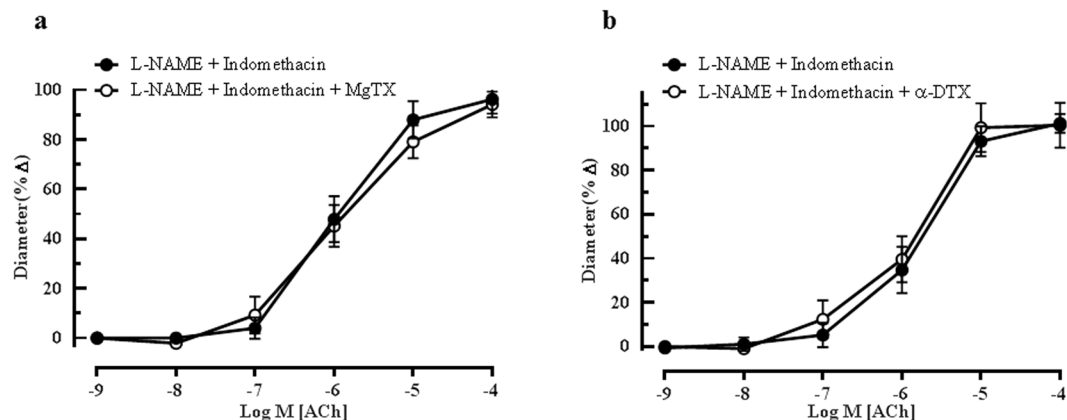 a
L-NAME + Indomethacin
L-NAME + Indomethacin + MgTX
100
80
60
40
20
0
Diameter (% Δ)
-9 -8 -7 -6 -5 -4
Log M [ACh]
b
L-NAME + Indomethacin
L-NAME + Indomethacin + α-DTX
100
80
60
40
20
0
Diameter (% Δ)
-9 -8 -7 -6 -5 -4
Log M [ACh]